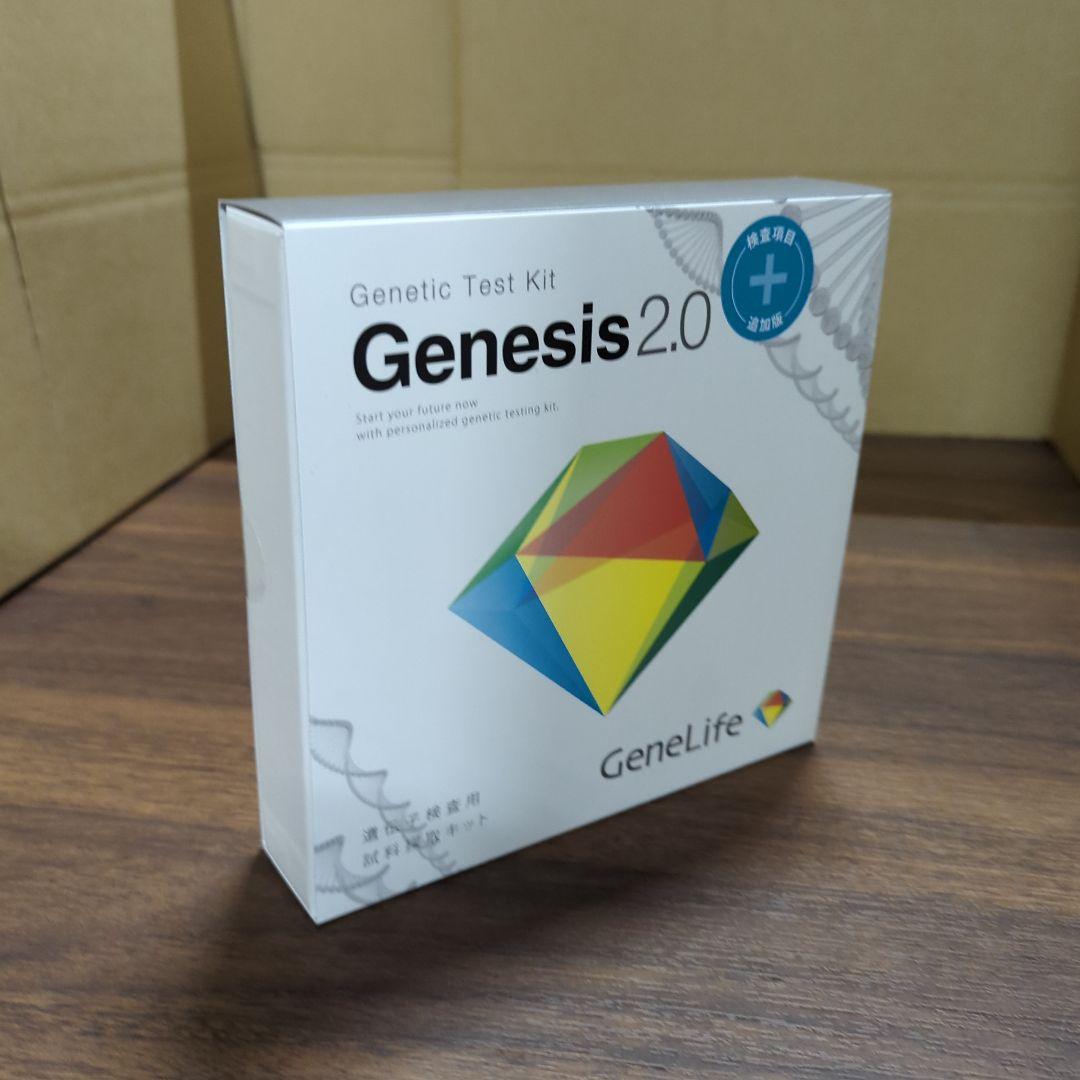 Genetic Test Kit
Genesis 2.0
Start your future now
with personalized genetic testing kit.
検査項目
+
追加版
GeneLife
遺伝子検査用
試料採取キット